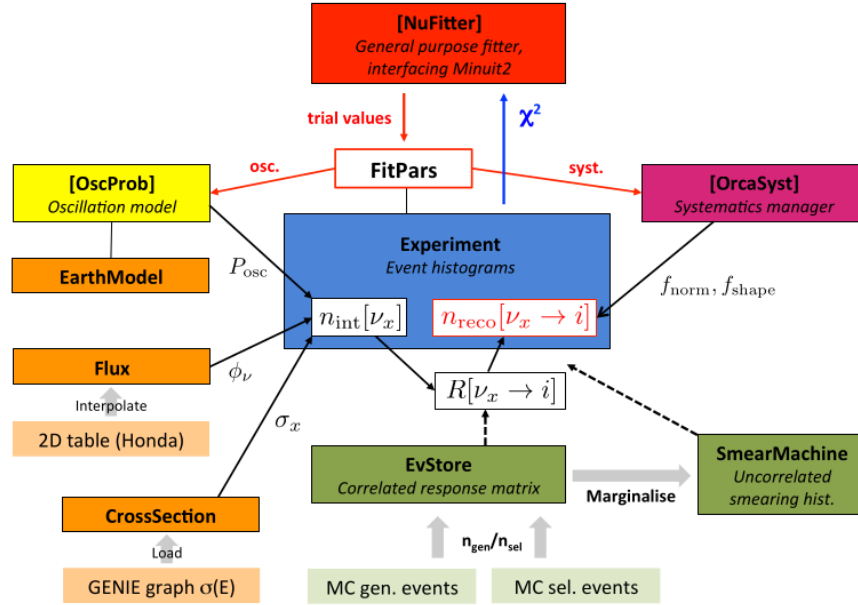 [NuFitter]
General purpose fitter,
interfacing Minuit2
trial values
χ²
osc.
FitPars
syst.
[OscProb]
Oscillation model
[OrcaSyst]
Systematics manager
EarthModel
P_osc
Experiment
Event histograms
f_norm, f_shape
n_int[ν_x]
n_reco[ν_x → i]
Flux
ϕ_ν
R[ν_x → i]
Interpolate
2D table (Honda)
σ_x
EvStore
Correlated response matrix
Marginalise
SmearMachine
Uncorrelated
smearing hist.
CrossSection
Load
n_gen/n_sel
GENIE graph σ(E)
MC gen. events
MC sel. events